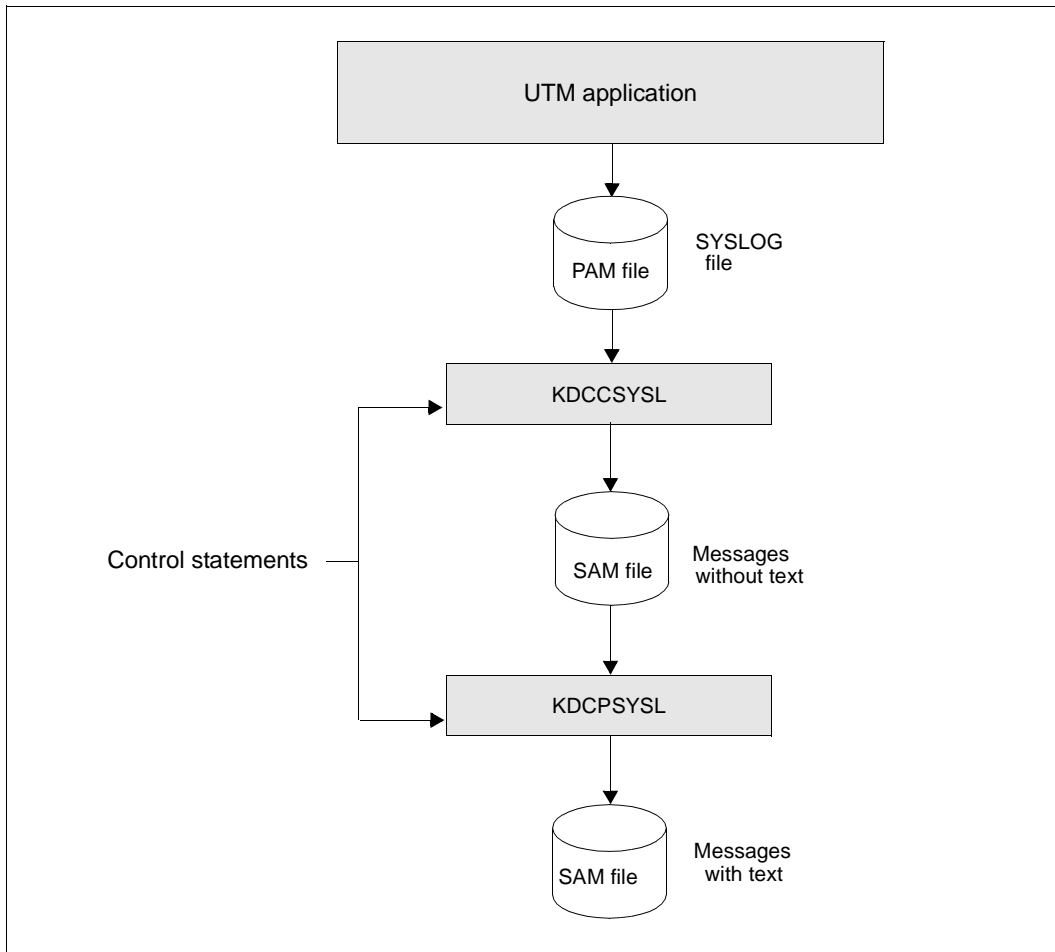 UTM application
PAM file
SYSLOG
file
KDCCSYSL
Control statements
SAM file
Messages
without text
KDCPSYSL
SAM file
Messages
with text